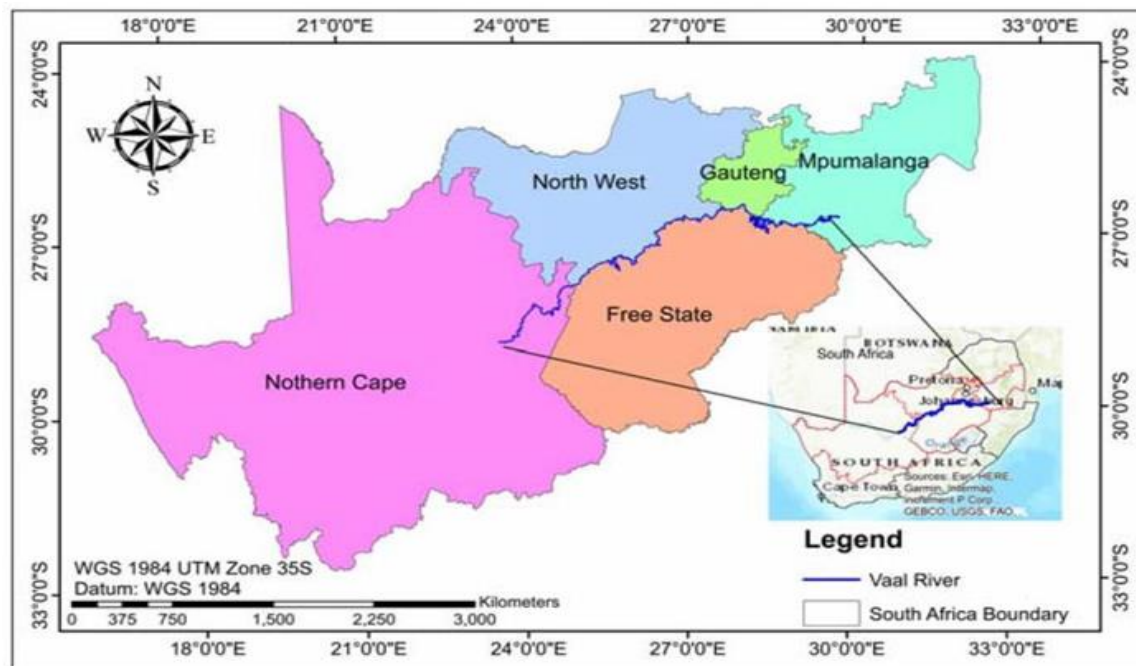 18°0'0"E 21°0'0"E 24°0'0"E 27°0'0"E 30°0'0"E 33°0'0"E
24°0'0"S
24°0'0"S
N
W E
S
Mpumalanga
Gauteng
North West
27°0'0"S
27°0'0"S
Free State
NAMIBIA
BOTSWANA
South Africa
Pretoria
Map
Johannesburg
Nothern Cape
30°0'0"S
30°0'0"S
SOUTH AFRICA
Cape Town
Sources: Esri, HERE,
Garmin, Intermap,
increment P Corp.,
GEBCO, USGS, FAO,
Legend
WGS 1984 UTM Zone 35S
Datum: WGS 1984
Vaal River
Kilometers
0 375 750 1,500 2,250 3,000
South Africa Boundary
33°0'0"S
33°0'0"S
18°0'0"E 21°0'0"E 24°0'0"E 27°0'0"E 30°0'0"E 33°0'0"E